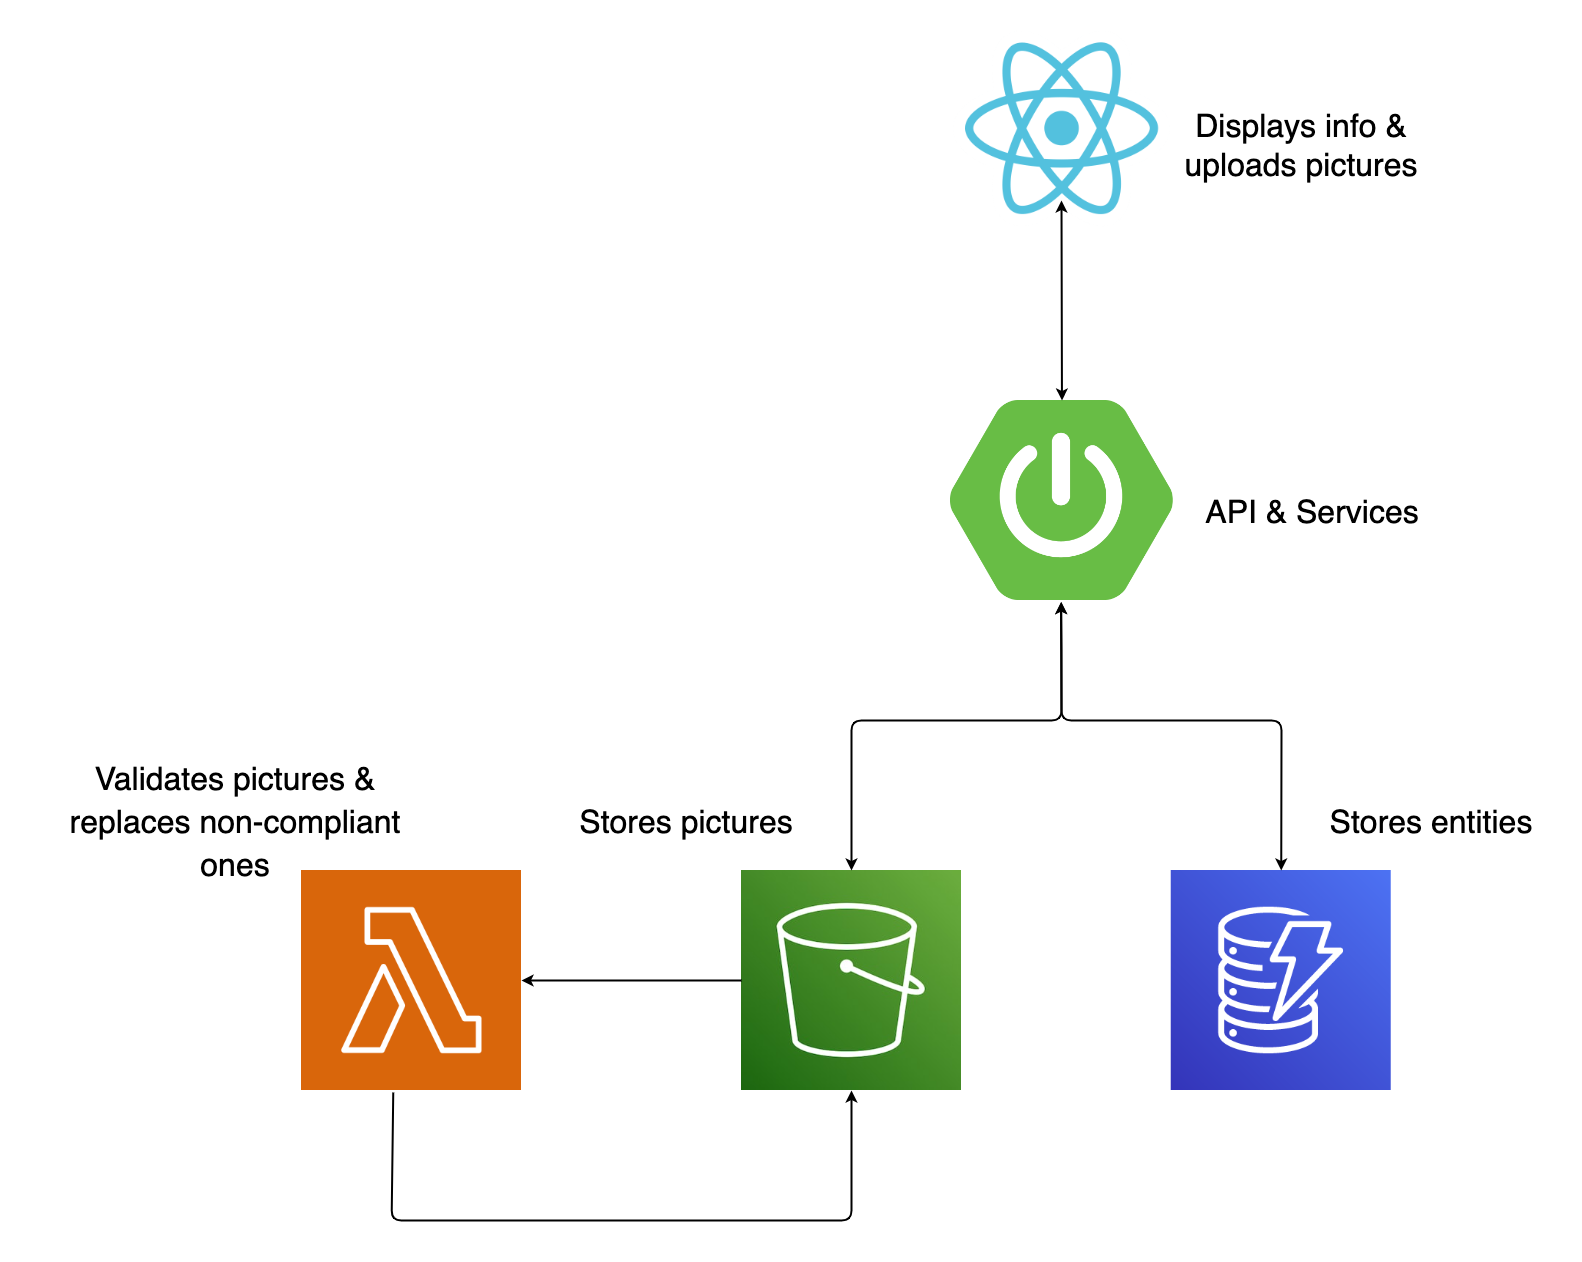 Displays info &
uploads pictures
API & Services
Validates pictures &
replaces non-compliant
ones
Stores pictures
Stores entities